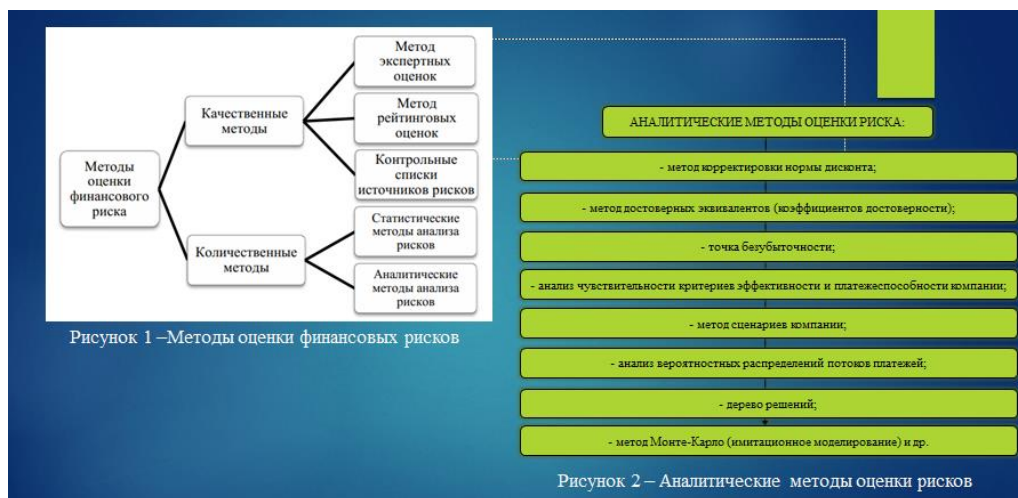 Методы
оценки
финансового
риска
Качественные
методы
Количественные
методы
Метод
экспертных
оценок
Метод
рейтинговых
оценок
Контрольные
списки
источников рисков
Статистические
методы анализа
рисков
Аналитические
методы анализа
рисков
Рисунок 1 –Методы оценки финансовых рисков
АНАЛИТИЧЕСКИЕ МЕТОДЫ ОЦЕНКИ РИСКА:
- метод корректировки нормы дисконта;
- метод достоверных эквивалентов (коэффициентов достоверности);
- точка безубыточности;
- анализ чувствительности критериев эффективности и платежеспособности компании;
- метод сценариев компании;
- анализ вероятностных распределений потоков платежей;
- дерево решений;
- метод Монте-Карло (имитационное моделирование) и др.
Рисунок 2 – Аналитические методы оценки рисков